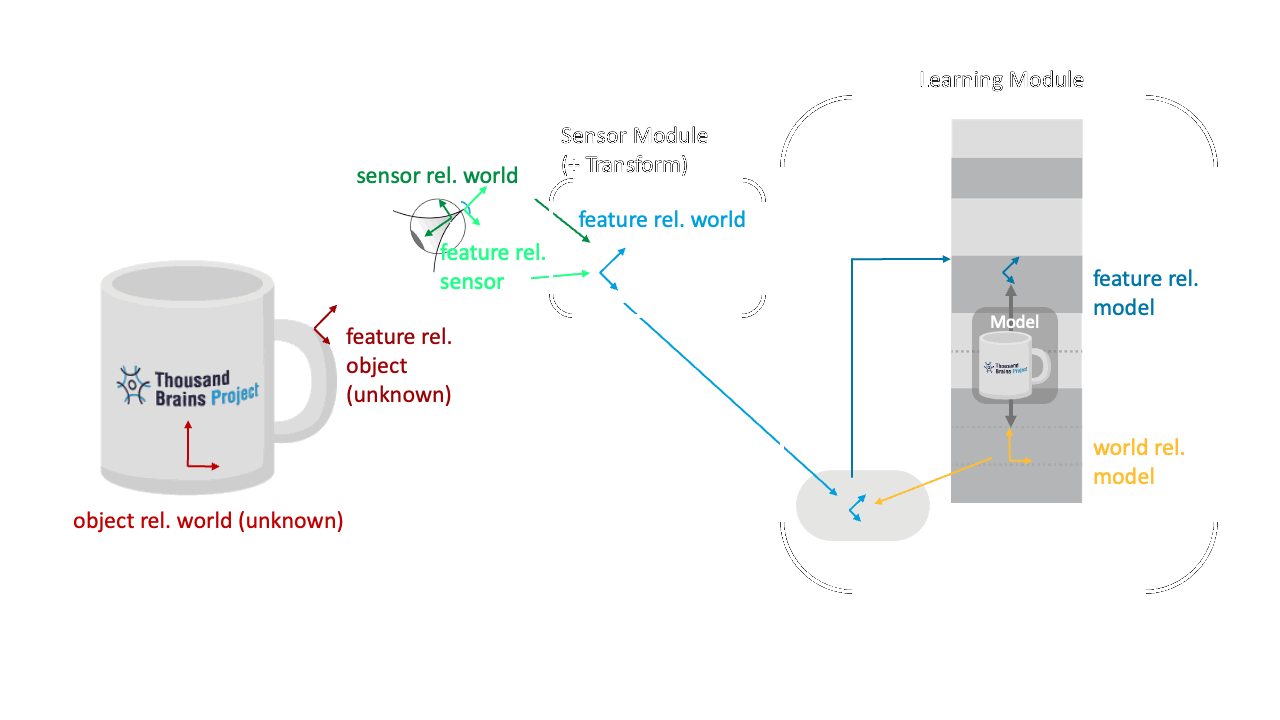 Learning Module
Sensor Module
(+ Transform)
sensor rel. world
feature rel. world
feature rel.
sensor
feature rel.
object
(unknown)
Thousand
Brains Project
object rel. world (unknown)
feature rel.
model
Model
Thousand
Brains Project
world rel.
model